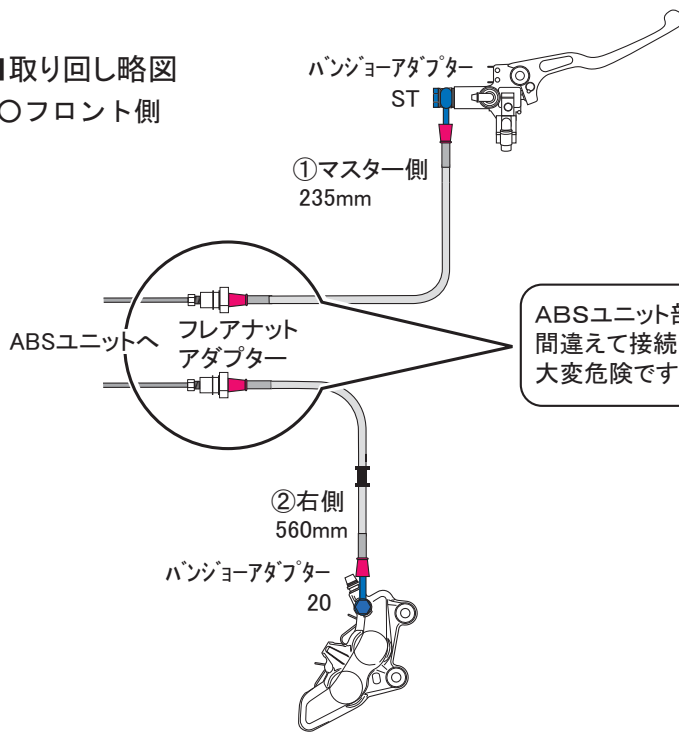 取り回し略図
○フロント側
バンジョーアダプター
ST
①マスター側
235mm
ABSユニットへ
フレアナット
アダプター
ABSユニット部
間違えて接続
大変危険です
②右側
560mm
バンジョーアダプター
20